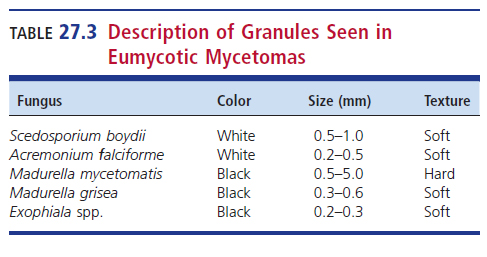 TABLE 27.3 Description of Granules Seen in
Eumycotic Mycetomas
Fungus Color Size (mm) Texture
Scedosporium boydii White 0.5–1.0 Soft
Acremonium falciforme White 0.2–0.5 Soft
Madurella mycetomatis Black 0.5–5.0 Hard
Madurella grisea Black 0.3–0.6 Soft
Exophiala spp. Black 0.2–0.3 Soft